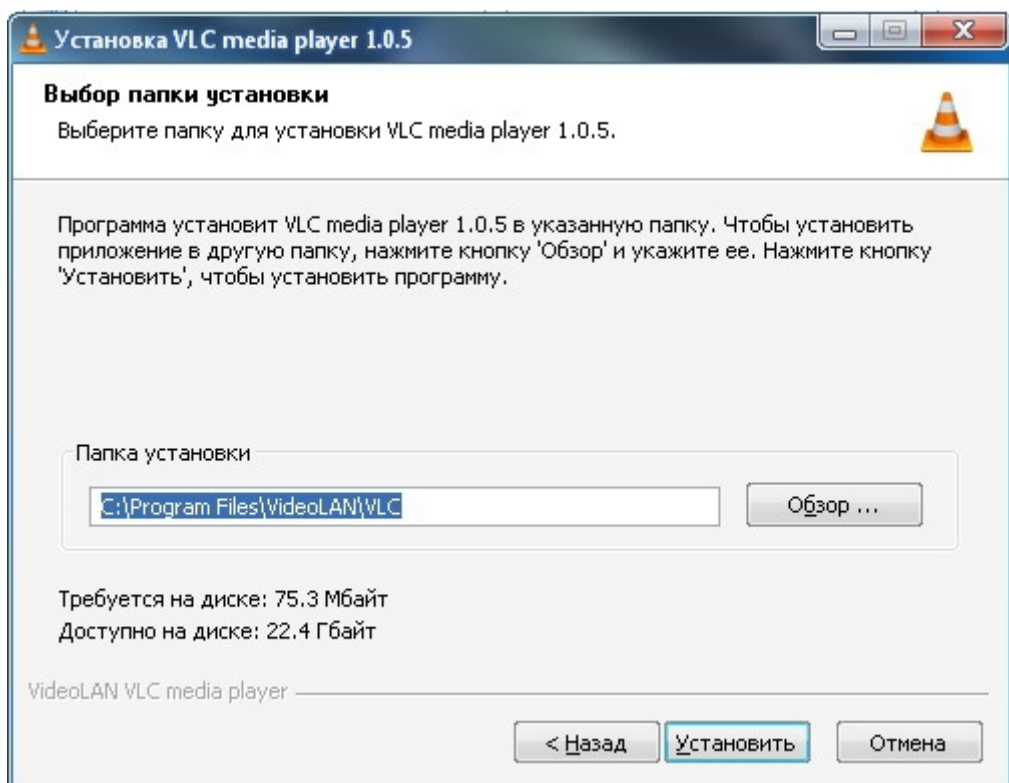 Установка VLC media player 1.0.5
Выбор папки установки
Выберите папку для установки VLC media player 1.0.5.
Программа установит VLC media player 1.0.5 в указанную папку. Чтобы установить
приложение в другую папку, нажмите кнопку 'Обзор' и укажите ее. Нажмите кнопку
'Установить', чтобы установить программу.
Папка установки
C:\Program Files\VideoLAN\VLC
Обзор ...
Требуется на диске: 75.3 Мбайт
Доступно на диске: 22.4 Гбайт
VideoLAN VLC media player
< Назад Установить Отмена